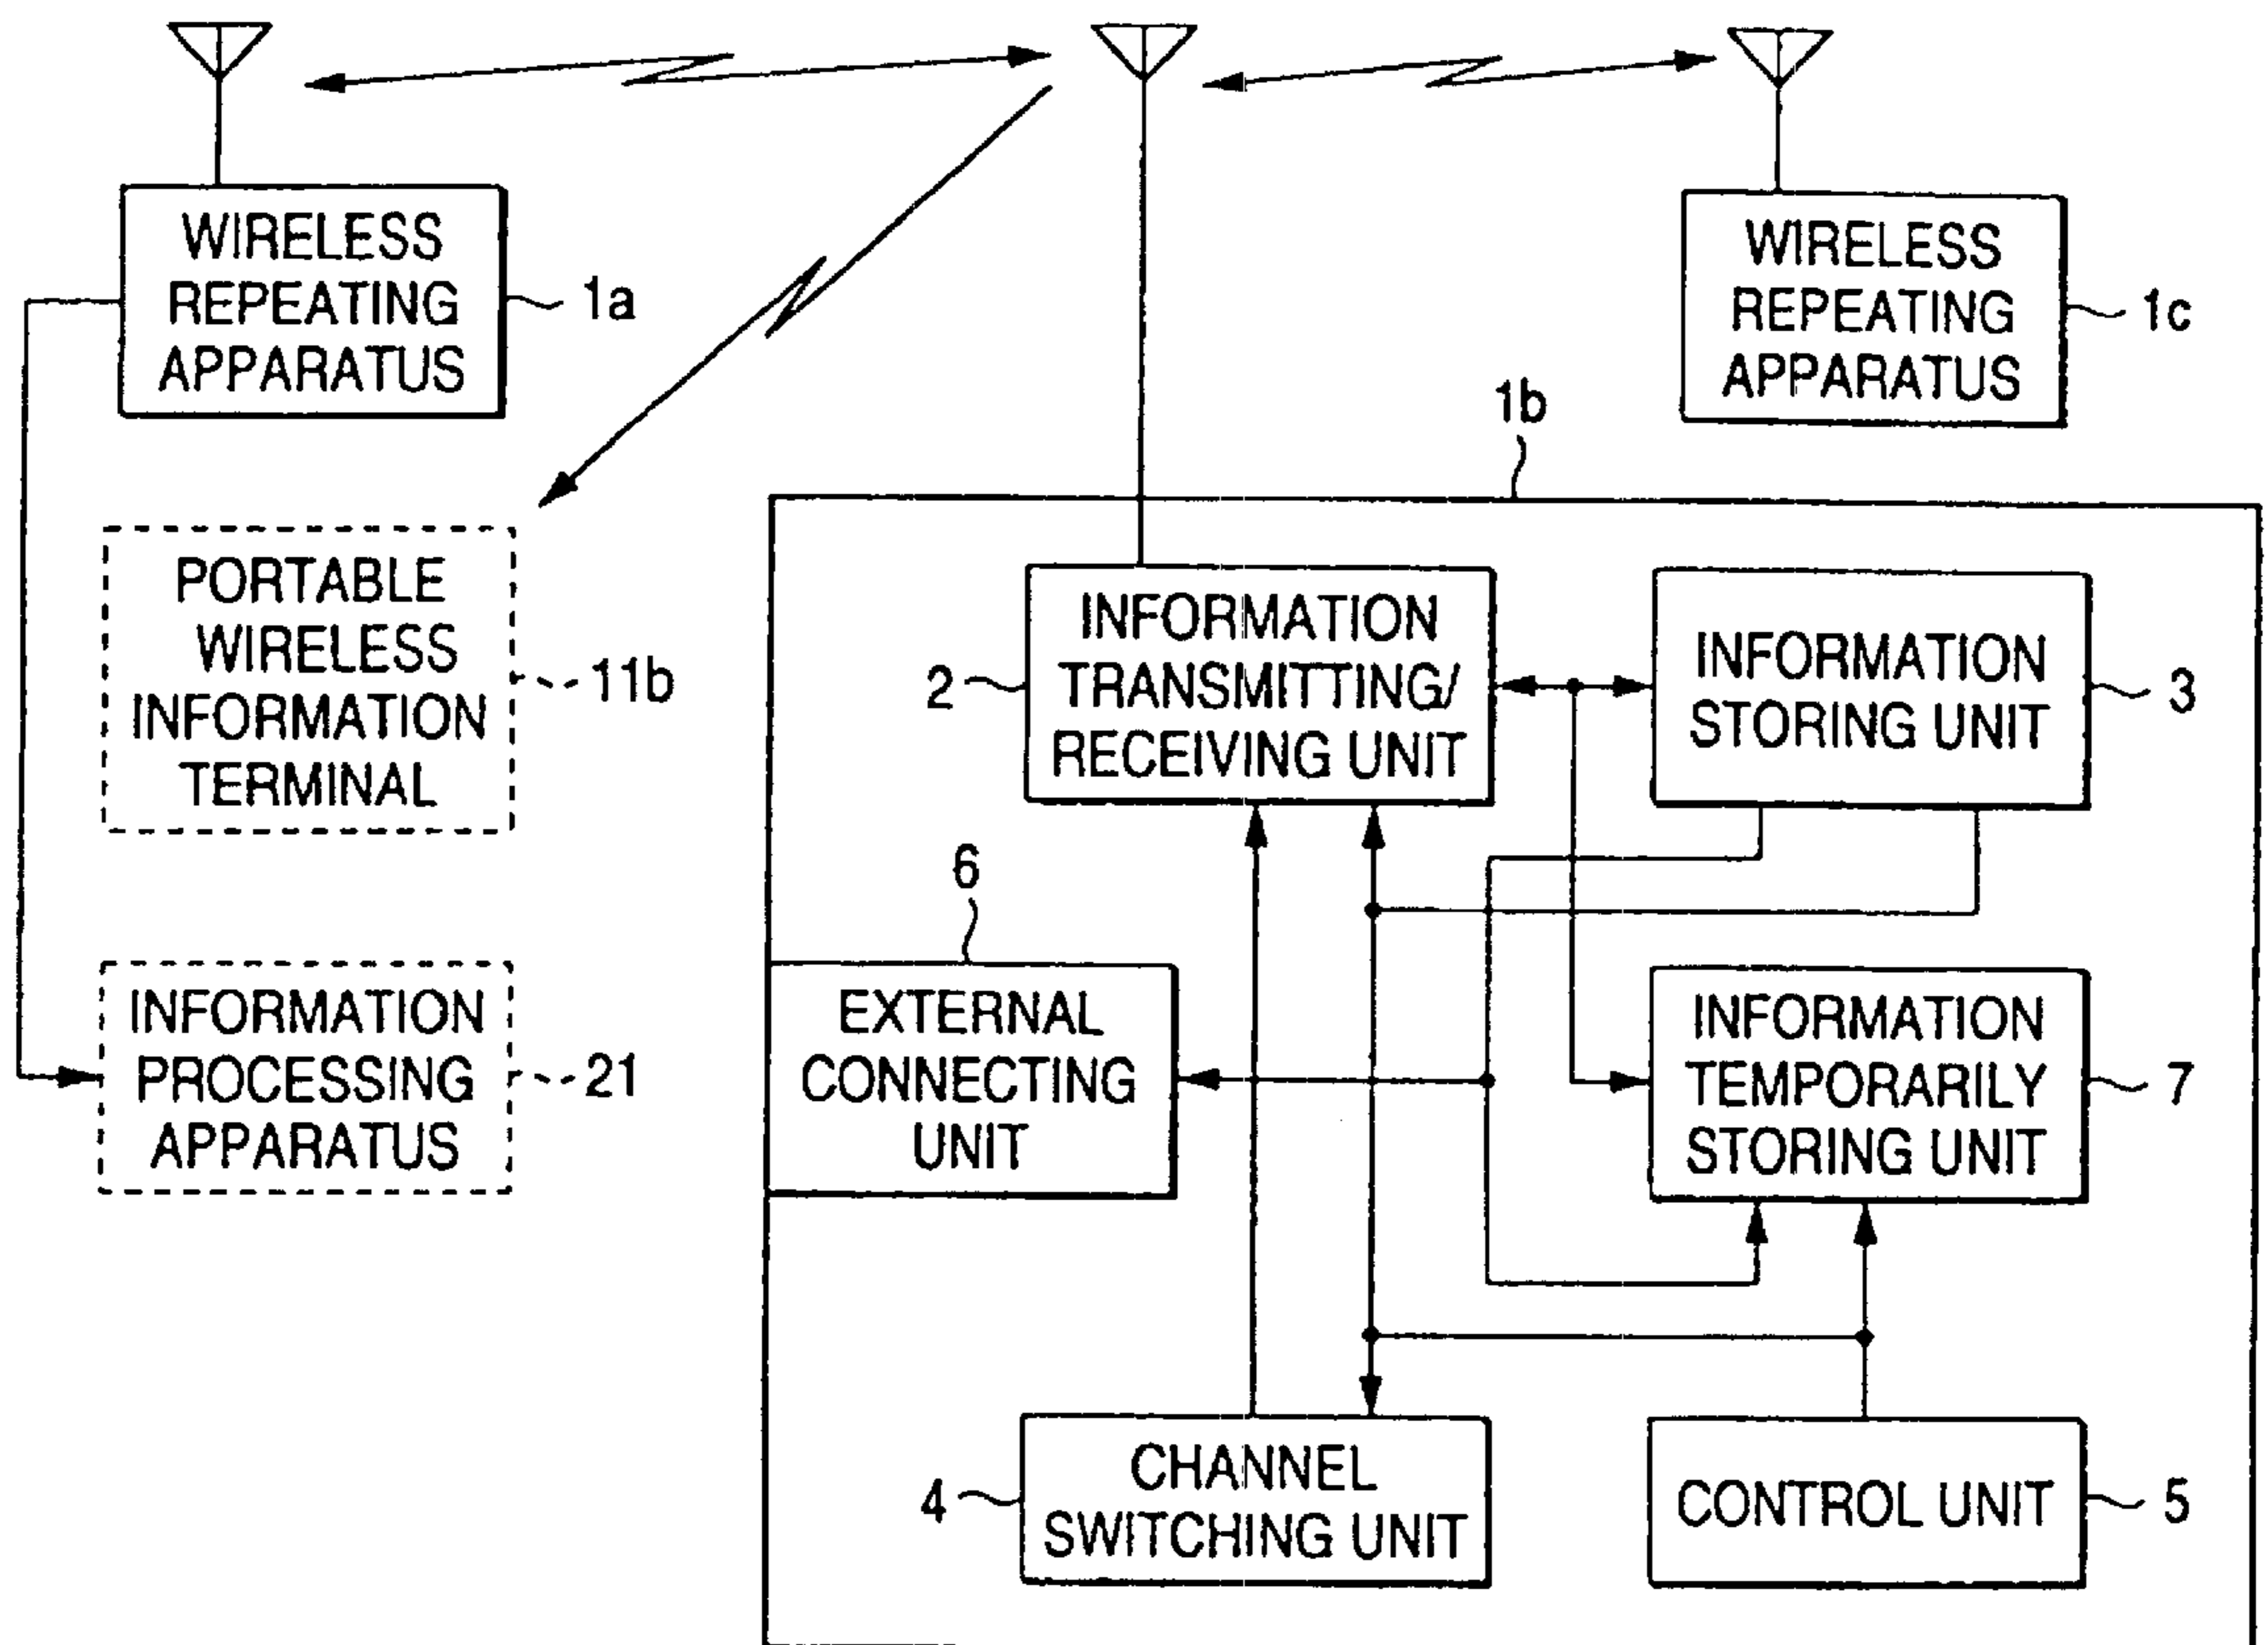 WIRELESS
REPEATING
APPARATUS
1a
WIRELESS
REPEATING
APPARATUS
1c
1b
PORTABLE
WIRELESS
INFORMATION
TERMINAL
11b
INFORMATION
TRANSMITTING/
RECEIVING UNIT
2
INFORMATION
STORING UNIT
3
6
EXTERNAL
CONNECTING
UNIT
INFORMATION
PROCESSING
APPARATUS
21
INFORMATION
TEMPORARILY
STORING UNIT
7
CHANNEL
SWITCHING UNIT
4
CONTROL UNIT
5